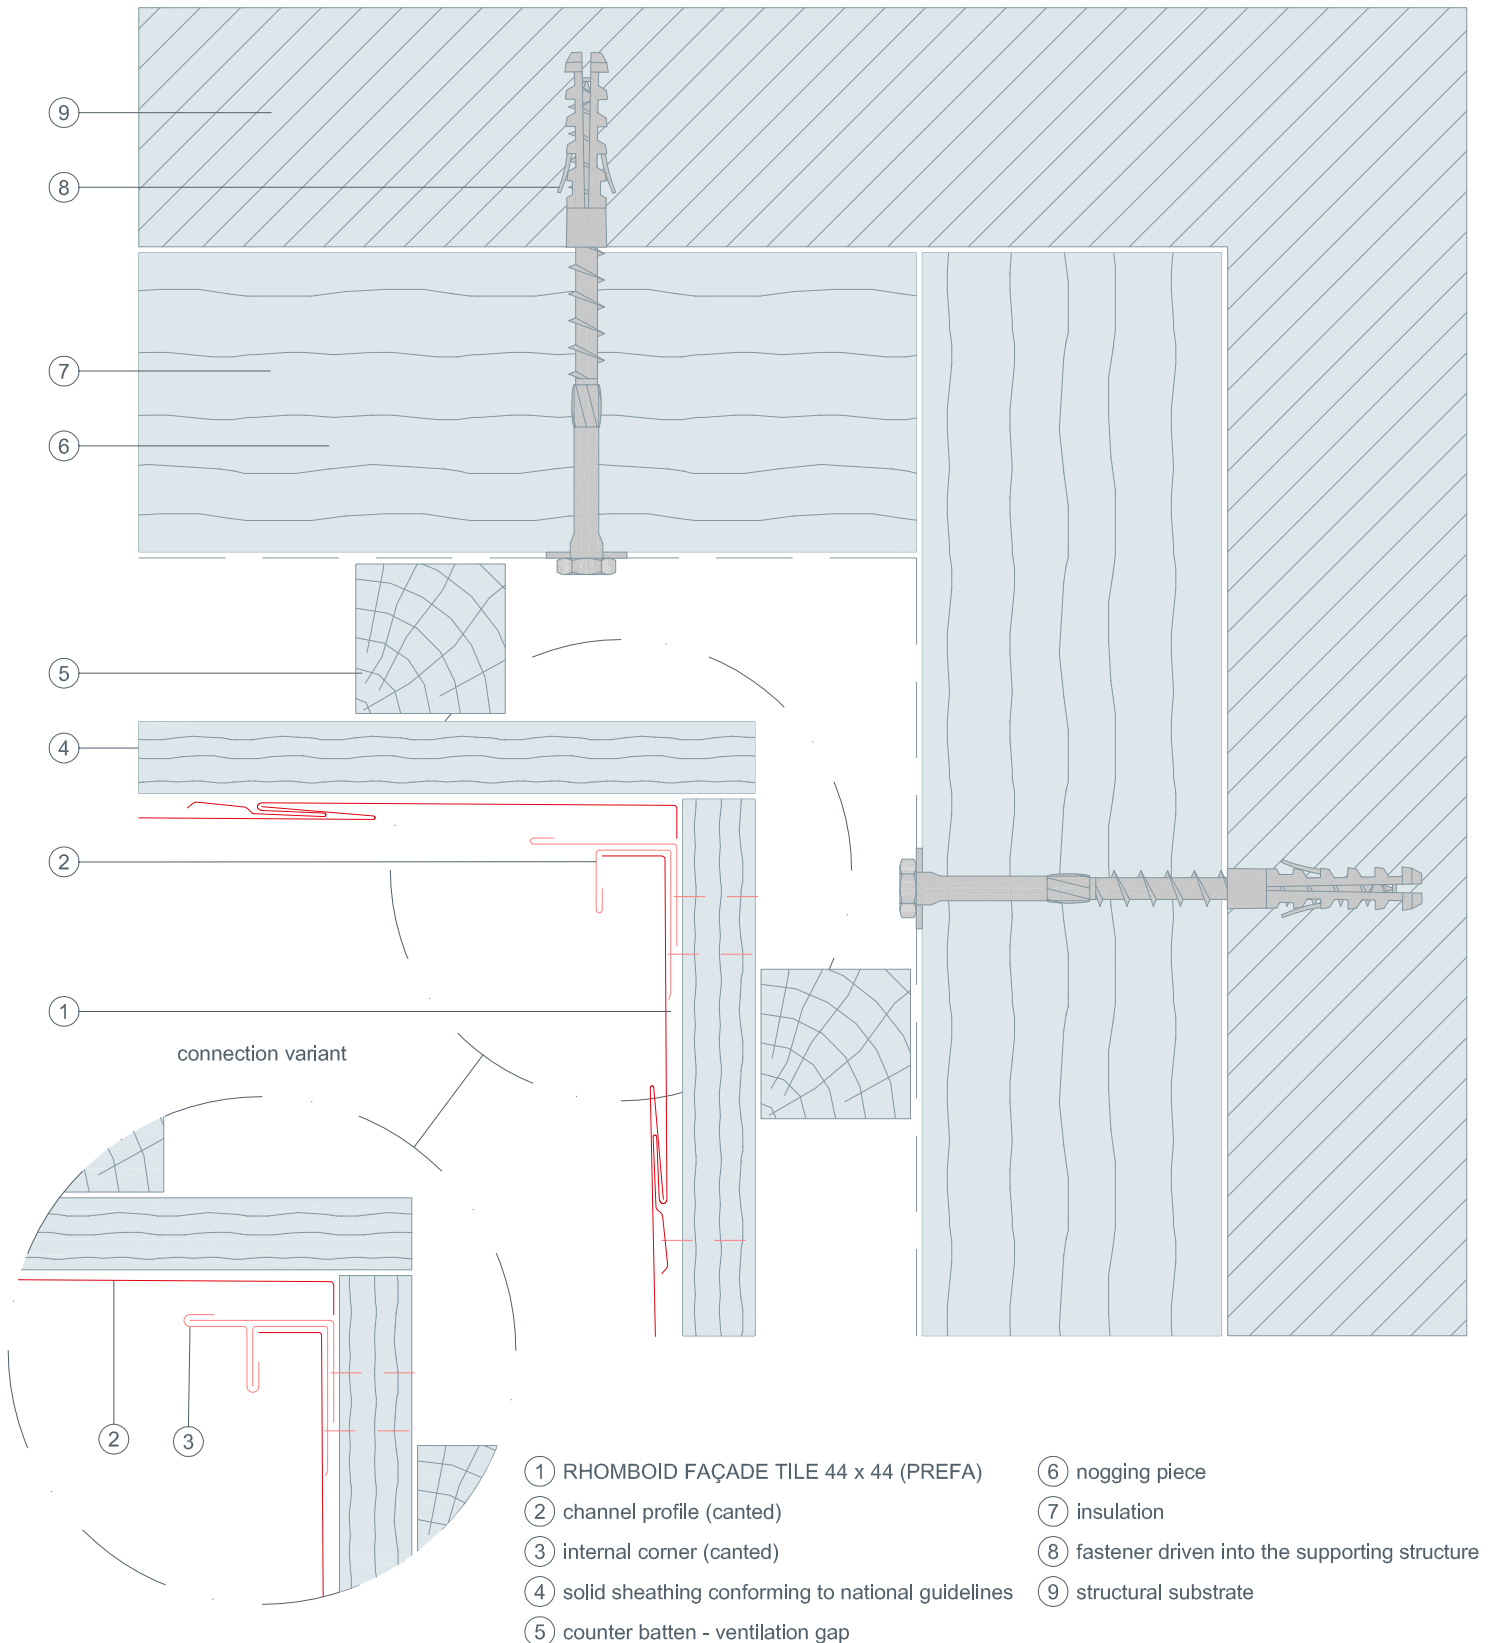 9
8
7
6
5
4
2
1
connection variant
2
3
1 RHOMBOID FAÇADE TILE 44 x 44 (PREFA)
2 channel profile (canted)
3 internal corner (canted)
4 solid sheathing conforming to national guidelines
5 counter batten - ventilation gap
6 nogging piece
7 insulation
8 fastener driven into the supporting structure
9 structural substrate